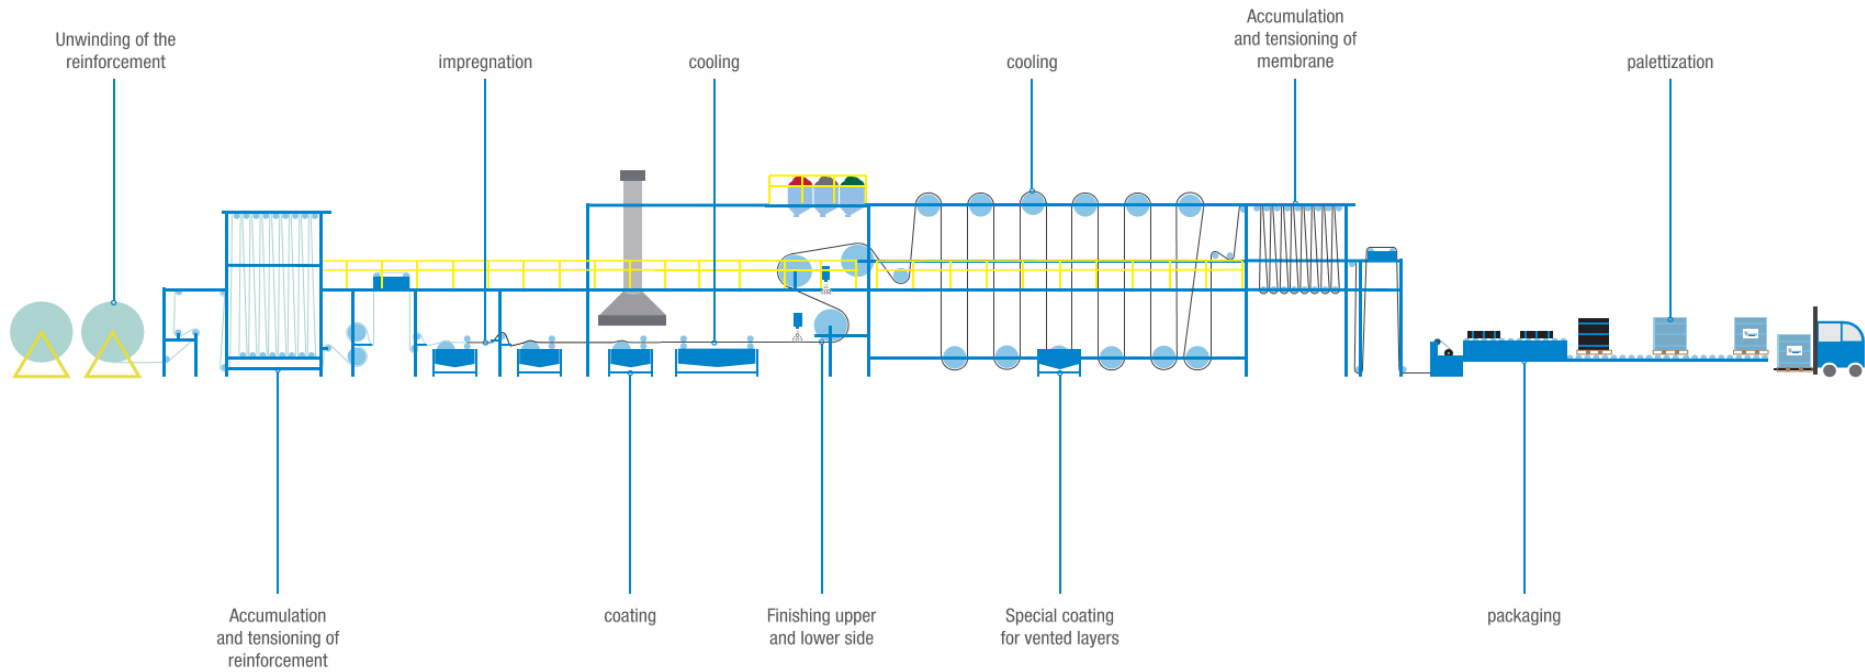 Unwinding of the
reinforcement
impregnation
cooling
cooling
Accumulation
and tensioning of
membrane
palettization
Accumulation
and tensioning of
reinforcement
coating
Finishing upper
and lower side
Special coating
for vented layers
packaging